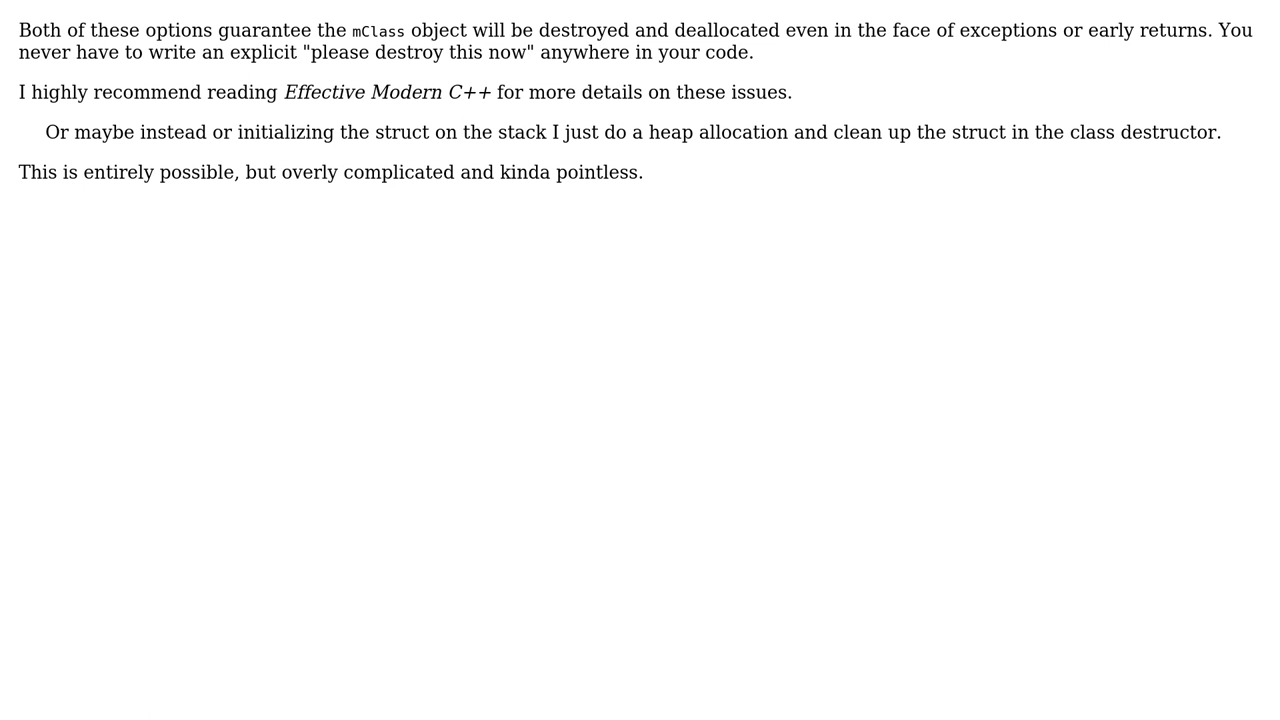 Both of these options guarantee the mClass object will be destroyed and deallocated even in the face of exceptions or early returns. You
never have to write an explicit "please destroy this now" anywhere in your code.
I highly recommend reading Effective Modern C++ for more details on these issues.
Or maybe instead or initializing the struct on the stack I just do a heap allocation and clean up the struct in the class destructor.
This is entirely possible, but overly complicated and kinda pointless.